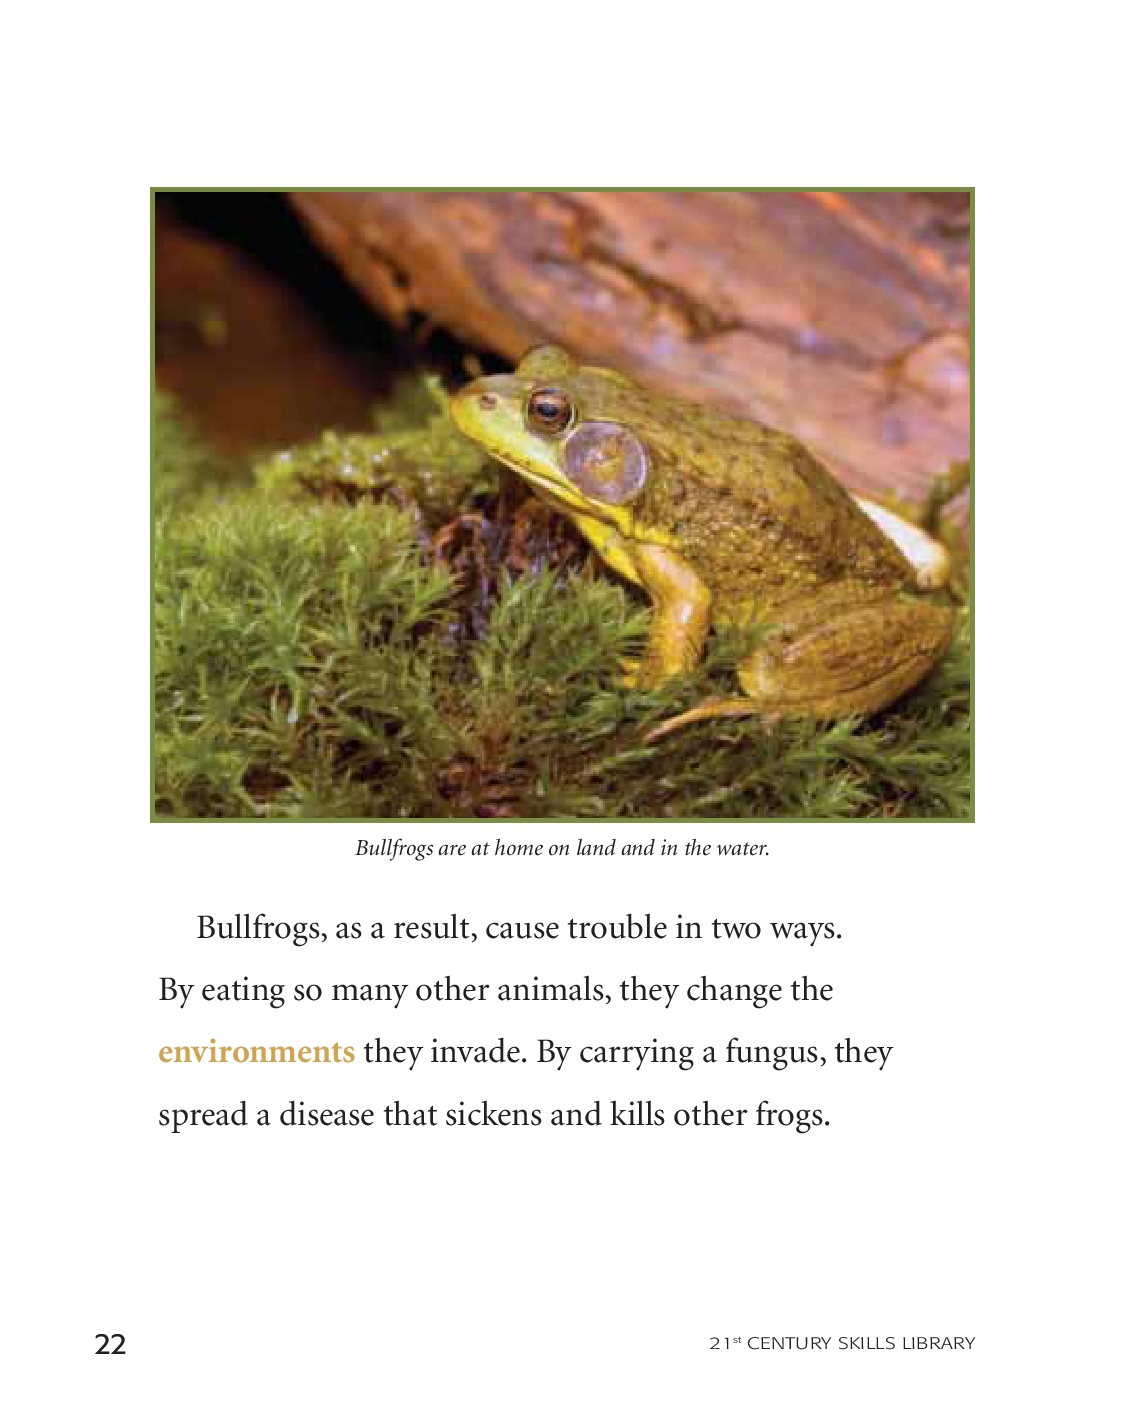 Bullfrogs are at home on land and in the water.
Bullfrogs, as a result, cause trouble in two ways.
By eating so many other animals, they change the
environments they invade. By carrying a fungus, they
spread a disease that sickens and kills other frogs.
22
21st CENTURY SKILLS LIBRARY